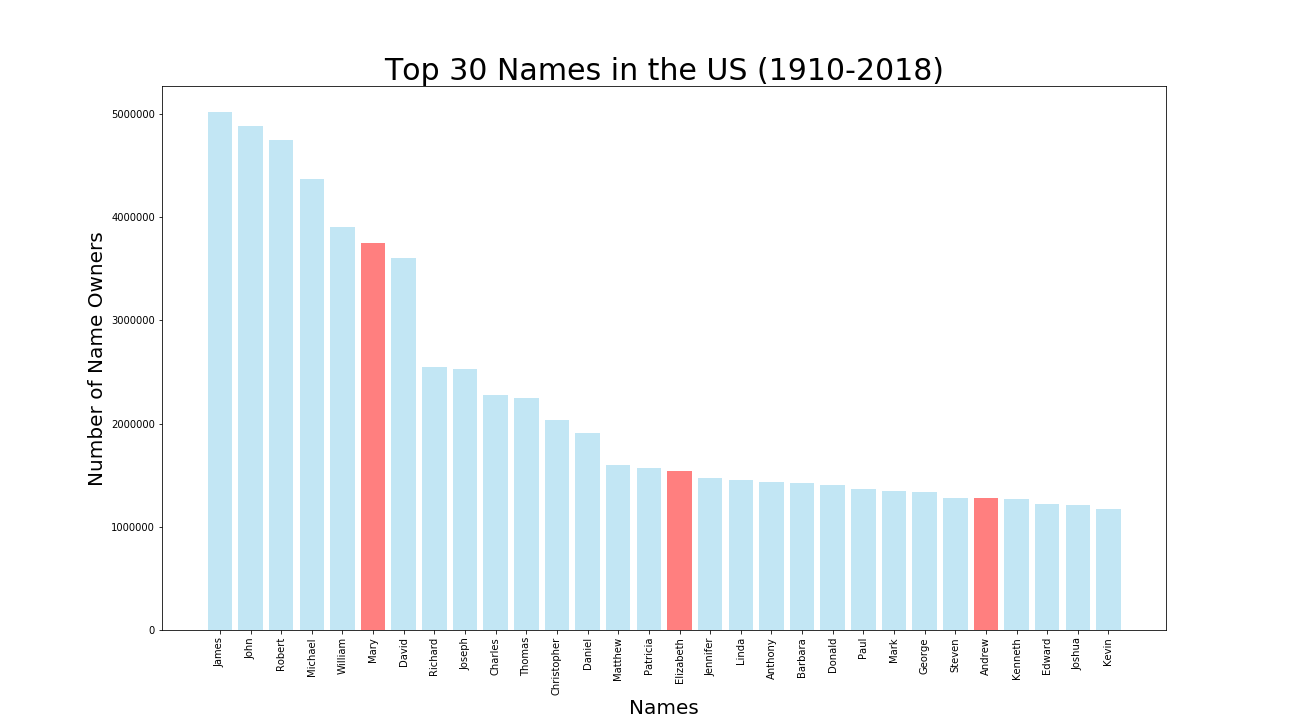 Top 30 Names in the US (1910-2018)
Number of Name Owners
5000000
4000000
3000000
2000000
1000000
0
James
John
Robert
Michael
William
Mary
David
Richard
Joseph
Charles
Thomas
Christopher
Daniel
Matthew
Patricia
Elizabeth
Jennifer
Linda
Anthony
Barbara
Donald
Paul
Mark
George
Steven
Andrew
Kenneth
Edward
Joshua
Kevin
Names